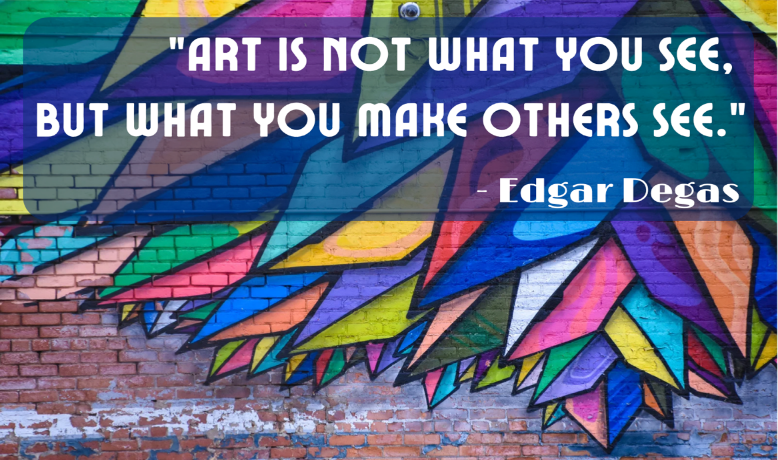 "ART IS NOT WHAT YOU SEE,
BUT WHAT YOU MAKE OTHERS SEE."
- Edgar Degas